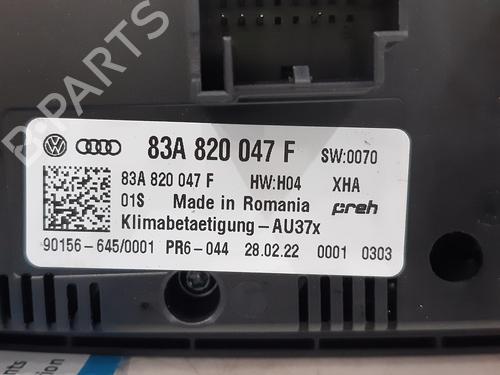 B-PARTS
83A 820 047 F SW:0070
83A 820 047 F HW:H04 XHA
01S Made in Romania preh
Klimabetaetigung-AU37x
90156-645/0001 PR6-044 28.02.22 0001 0303